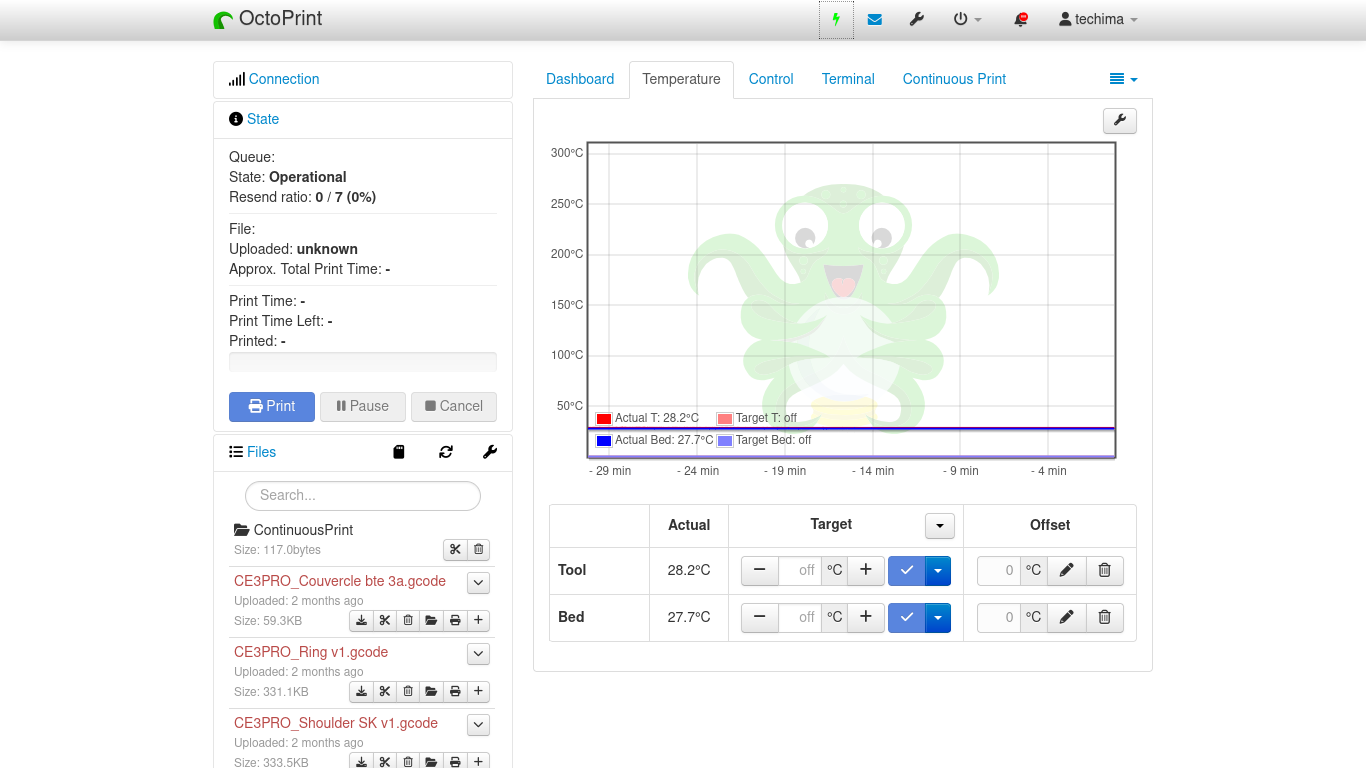 OctoPrint
techima
Connection
State
Queue:
State: Operational
Resend ratio: 0 / 7 (0%)
File:
Uploaded: unknown
Approx. Total Print Time: -
Print Time: -
Print Time Left: -
Printed: -
Print Pause Cancel
Files
Search...
ContinuousPrint
Size: 117.0bytes
CE3PRO_Couvercle bte 3a.gcode
Uploaded: 2 months ago
Size: 59.3KB
CE3PRO_Ring v1.gcode
Uploaded: 2 months ago
Size: 331.1KB
CE3PRO_Shoulder SK v1.gcode
Uploaded: 2 months ago
Size: 333.5KB
Dashboard Temperature Control Terminal Continuous Print
300°C
250°C
200°C
150°C
100°C
50°C
Actual T: 28.2°C Target T: off
Actual Bed: 27.7°C Target Bed: off
- 29 min - 24 min - 19 min - 14 min - 9 min - 4 min
Actual Target Offset
Tool 28.2°C off °C 0 °C
Bed 27.7°C off °C 0 °C